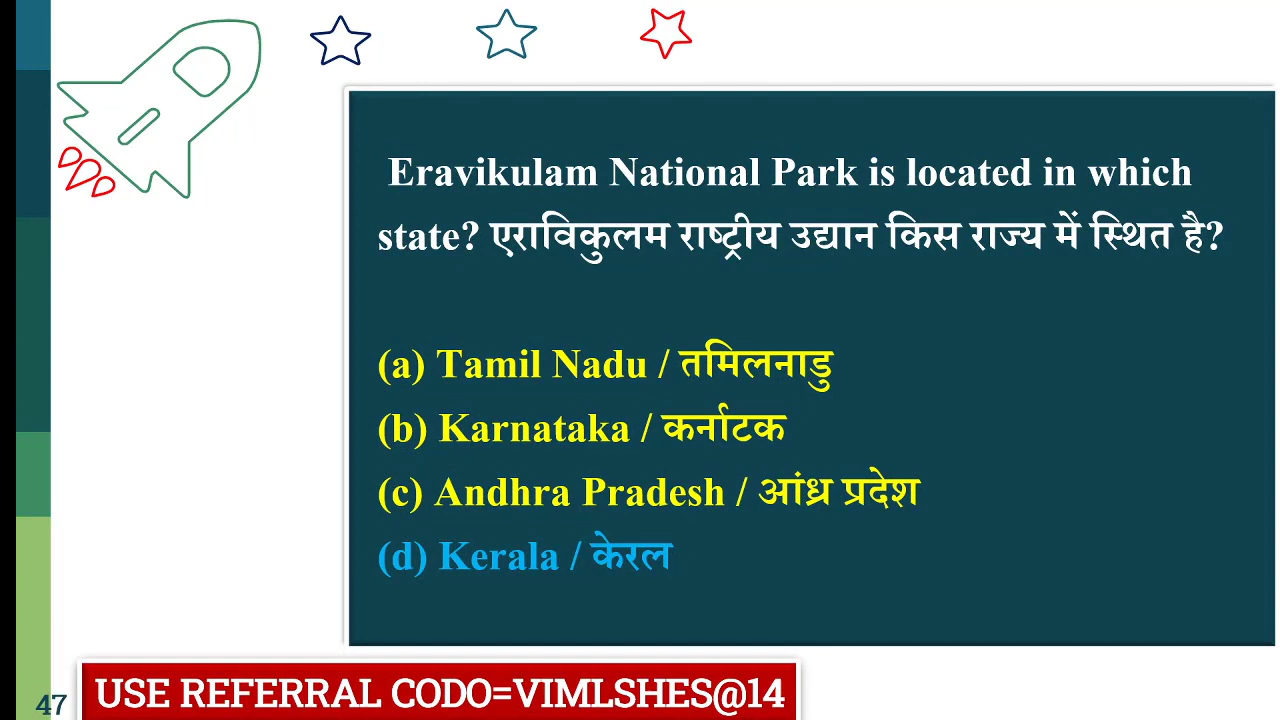 Eravikulam National Park is located in which
state? एराविकुलम राष्ट्रीय उद्यान किस राज्य में स्थित है?
(a) Tamil Nadu / तमिलनाडु
(b) Karnataka / कर्नाटक
(c) Andhra Pradesh / आंध्र प्रदेश
(d) Kerala / केरल
47
USE REFERRAL CODO=VIMLSHES@14